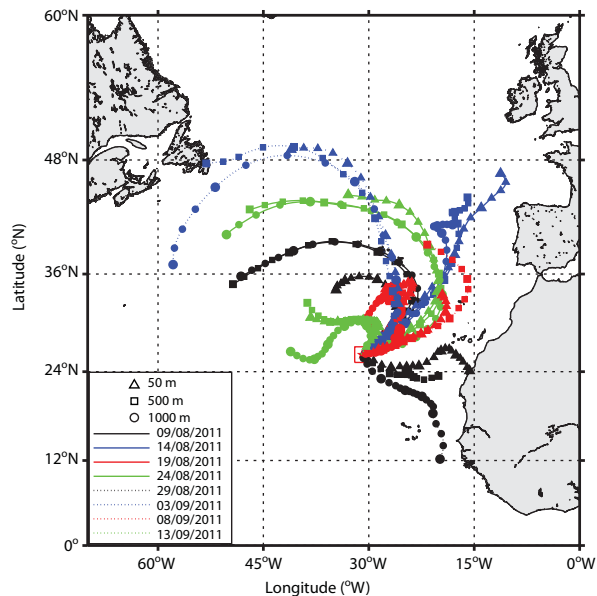 60°N
48°N
36°N
24°N
12°N
0°
Latitude (°N)
50 m
500 m
1000 m
09/08/2011
14/08/2011
19/08/2011
24/08/2011
29/08/2011
03/09/2011
08/09/2011
13/09/2011
60°W 45°W 30°W 15°W 0°W
Longitude (°W)